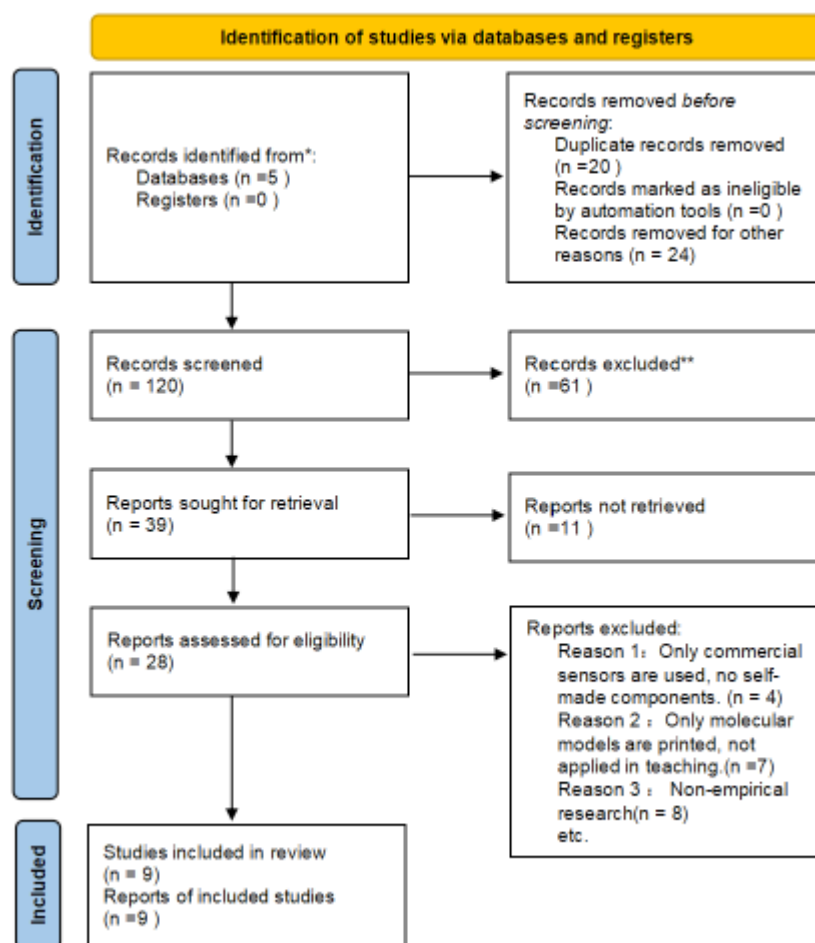 Identification of studies via databases and registers
Identification
Records identified from*:
Databases (n =5 )
Registers (n =0 )
Records removed before
screening:
Duplicate records removed
(n =20 )
Records marked as ineligible
by automation tools (n =0 )
Records removed for other
reasons (n = 24)
Screening
Records screened
(n = 120)
Records excluded**
(n =61 )
Reports sought for retrieval
(n = 39)
Reports not retrieved
(n =11 )
Reports assessed for eligibility
(n = 28)
Reports excluded:
Reason 1：Only commercial
sensors are used, no self-
made components. (n = 4)
Reason 2 ：Only molecular
models are printed, not
applied in teaching.(n =7)
Reason 3 ： Non-empirical
research(n = 8)
etc.
Included
Studies included in review
(n = 9)
Reports of included studies
(n =9 )